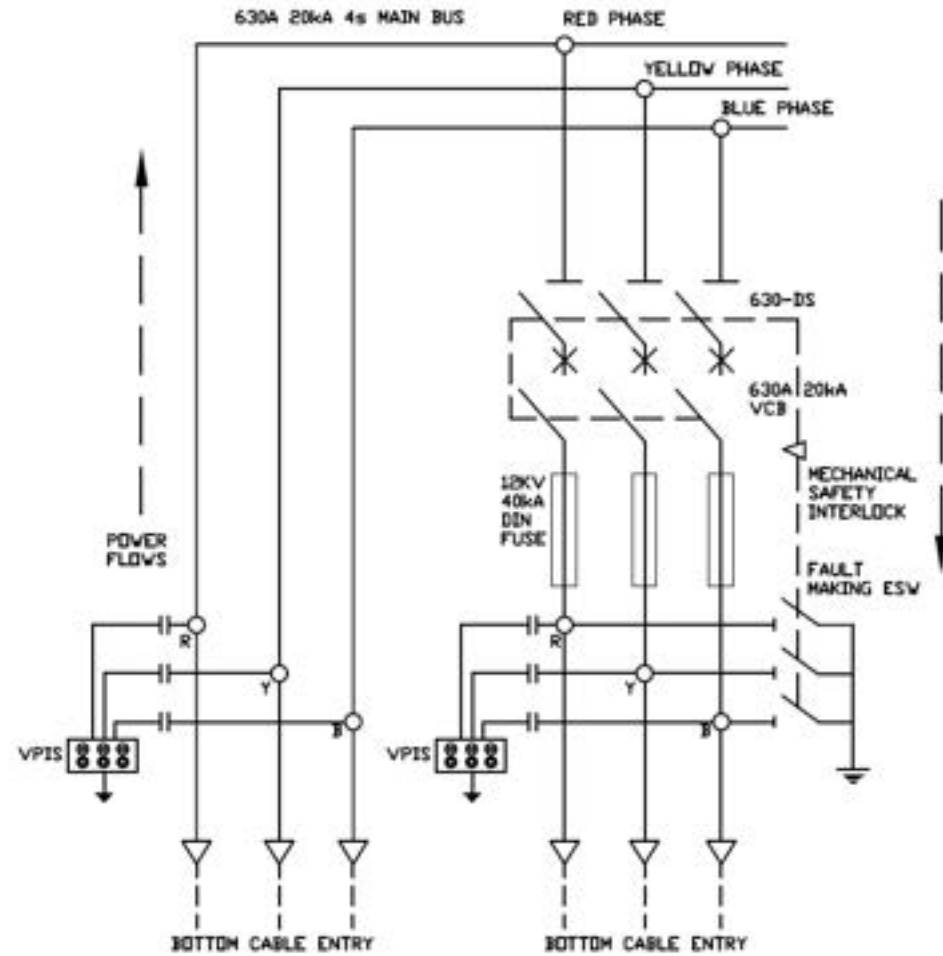 630A 20kA 4s MAIN BUS
RED PHASE
YELLOW PHASE
BLUE PHASE
630-DS
630A 20kA
VCB
12KV
40kA
DIN
FUSE
MECHANICAL
SAFETY
INTERLOCK
POWER
FLOWS
FAULT
MAKING ESW
R
R
Y
Y
B
B
VPIS
VPIS
BOTTOM CABLE ENTRY
BOTTOM CABLE ENTRY